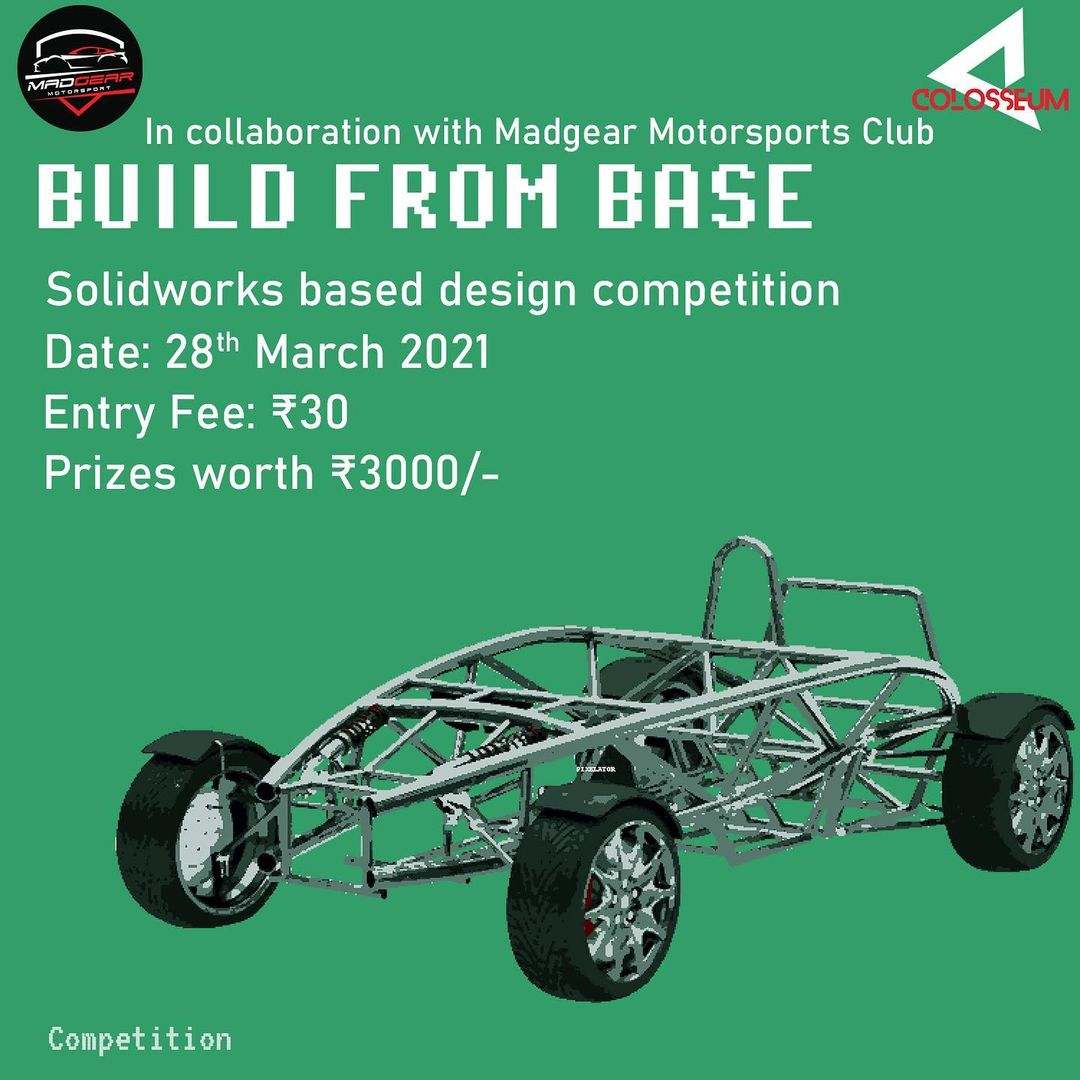 MADGEAR
MOTORSPORT
COLOSSEUM
In collaboration with Madgear Motorsports Club
BUILD FROM BASE
Solidworks based design competition
Date: 28th March 2021
Entry Fee: ₹30
Prizes worth ₹3000/-
PIXELATOR
Competition